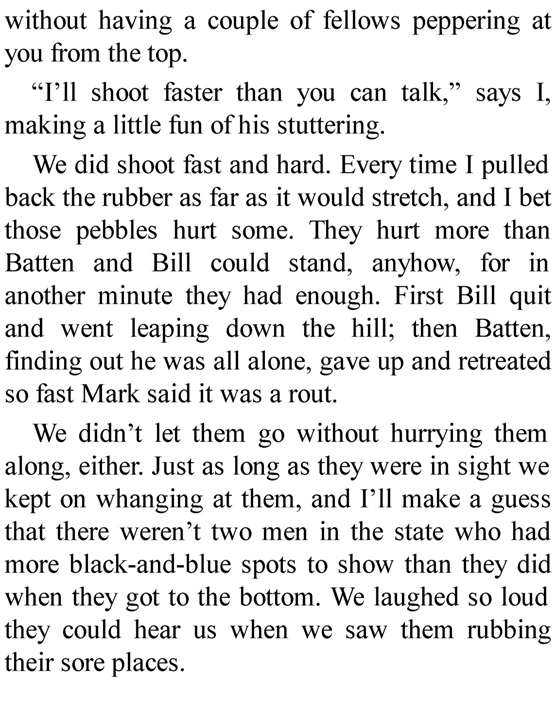 without having a couple of fellows peppering at
you from the top.
“I’ll shoot faster than you can talk,” says I,
making a little fun of his stuttering.
We did shoot fast and hard. Every time I pulled
back the rubber as far as it would stretch, and I bet
those pebbles hurt some. They hurt more than
Batten and Bill could stand, anyhow, for in
another minute they had enough. First Bill quit
and went leaping down the hill; then Batten,
finding out he was all alone, gave up and retreated
so fast Mark said it was a rout.
We didn’t let them go without hurrying them
along, either. Just as long as they were in sight we
kept on whanging at them, and I’ll make a guess
that there weren’t two men in the state who had
more black-and-blue spots to show than they did
when they got to the bottom. We laughed so loud
they could hear us when we saw them rubbing
their sore places.